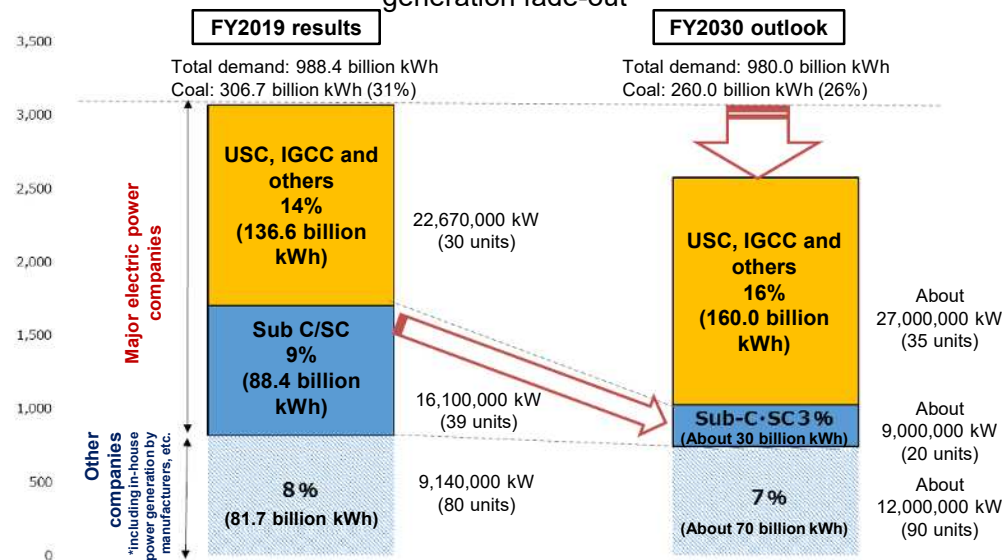 generation fade-out
FY2019 results
FY2030 outlook
Total demand: 988.4 billion kWh
Coal: 306.7 billion kWh (31%)
Total demand: 980.0 billion kWh
Coal: 260.0 billion kWh (26%)
3,500
3,000
2,500
2,000
1,500
1,000
500
0
Major electric power
companies
Other
companies
*including in-house
power generation by
manufacturers, etc.
USC, IGCC and
others
14%
(136.6 billion
kWh)
22,670,000 kW
(30 units)
Sub C/SC
9%
(88.4 billion
kWh)
16,100,000 kW
(39 units)
8%
(81.7 billion kWh)
9,140,000 kW
(80 units)
USC, IGCC and
others
16%
(160.0 billion
kWh)
About
27,000,000 kW
(35 units)
Sub-C·SC3%
(About 30 billion kWh)
About
9,000,000 kW
(20 units)
7%
(About 70 billion kWh)
About
12,000,000 kW
(90 units)